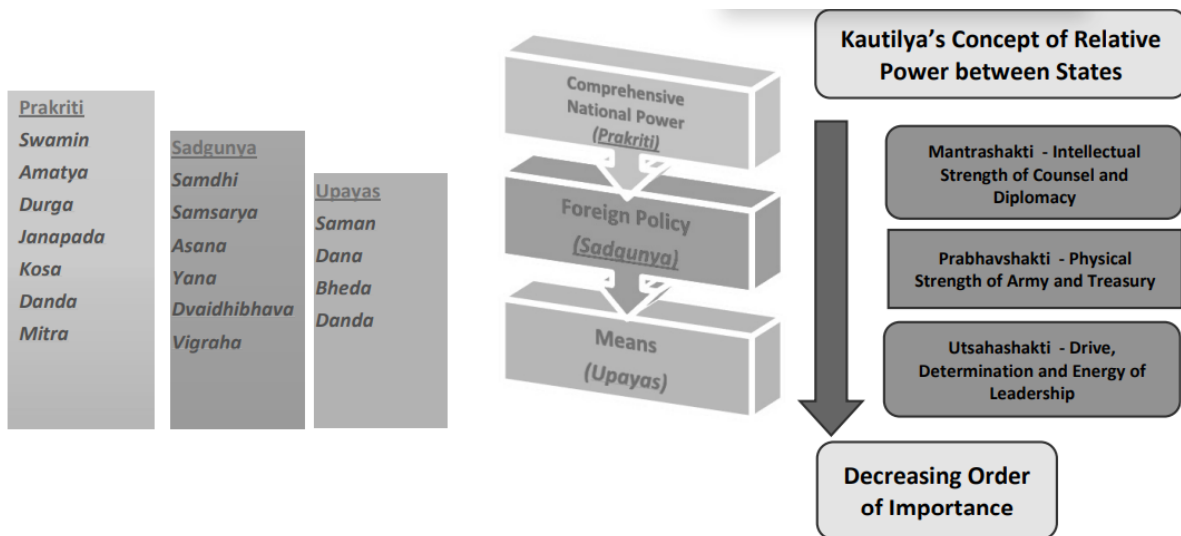 Prakriti
Swamin
Amatya
Durga
Janapada
Kosa
Danda
Mitra
Sadgunya
Samdhi
Samsarya
Asana
Yana
Dvaidhibhava
Vigraha
Upayas
Saman
Dana
Bheda
Danda
Comprehensive
National Power
(Prakriti)
Foreign Policy
(Sadgunya)
Means
(Upayas)
Kautilya's Concept of Relative
Power between States
Mantrashakti - Intellectual
Strength of Counsel and
Diplomacy
Prabhavshakti - Physical
Strength of Army and Treasury
Utsahashakti - Drive,
Determination and Energy of
Leadership
Decreasing Order
of Importance